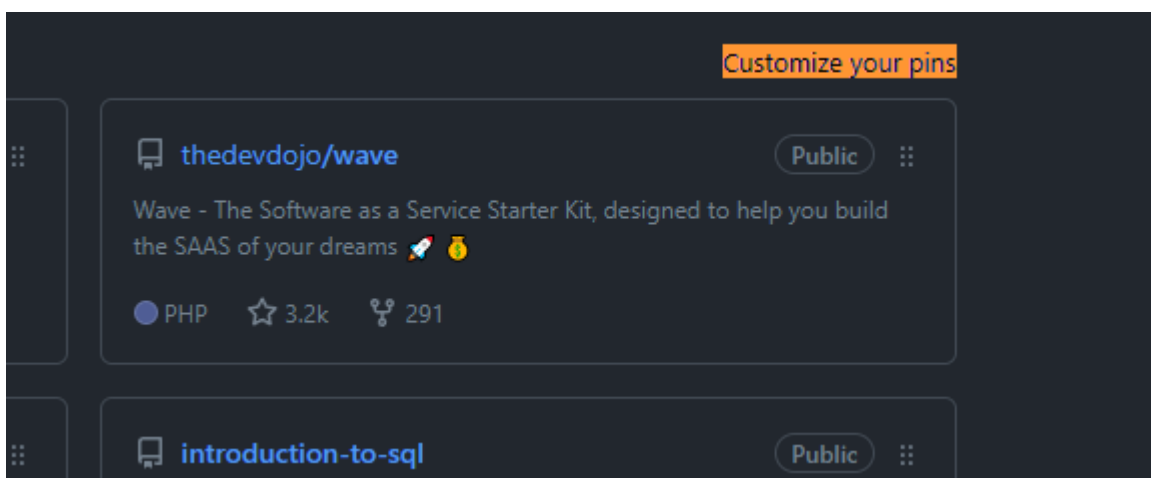 Customize your pins
thedevdojo/wave
Public
Wave - The Software as a Service Starter Kit, designed to help you build
the SAAS of your dreams 🚀 💰
PHP 3.2k 291
introduction-to-sql
Public